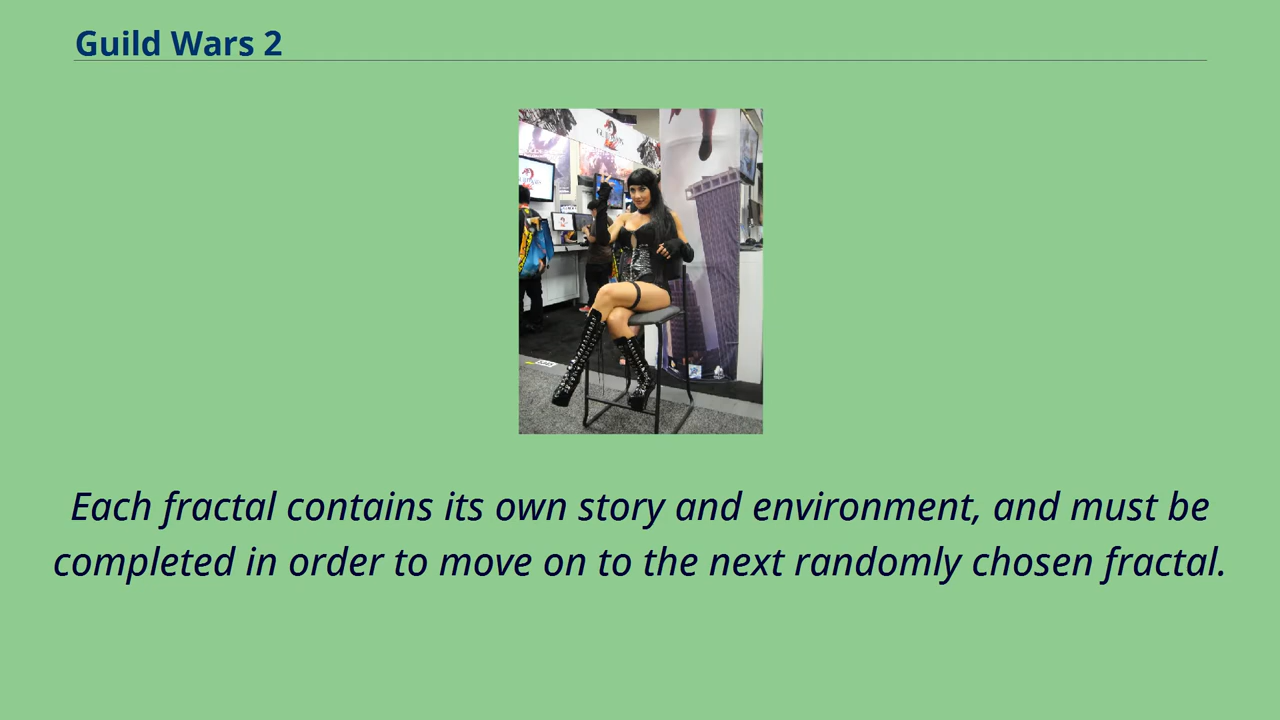 Guild Wars 2
Each fractal contains its own story and environment, and must be
completed in order to move on to the next randomly chosen fractal.